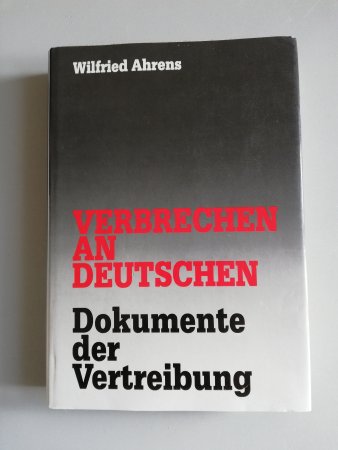 Wilfried Ahrens
VERBRECHEN
AN
DEUTSCHEN
Dokumente
der
Vertreibung